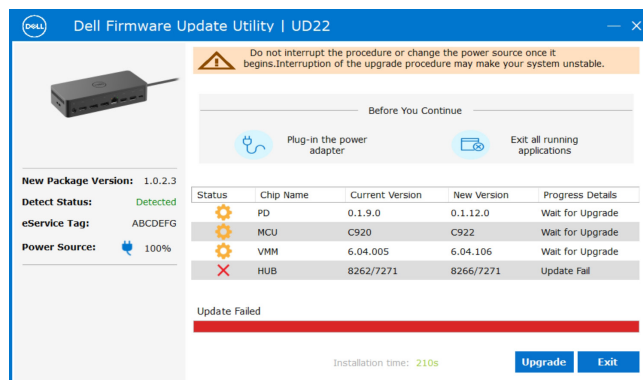 DELL
Dell Firmware Update Utility | UD22
Do not interrupt the procedure or change the power source once it
begins.Interruption of the upgrade procedure may make your system unstable.
Before You Continue
Plug-in the power
adapter
Exit all running
applications
New Package Version: 1.0.2.3
Detect Status: Detected
eService Tag: ABCDEFG
Power Source: 100%
Status Chip Name Current Version New Version Progress Details
PD 0.1.9.0 0.1.12.0 Wait for Upgrade
MCU C920 C922 Wait for Upgrade
VMM 6.04.005 6.04.106 Wait for Upgrade
HUB 8262/7271 8266/7271 Update Fail
Update Failed
Installation time: 210s
Upgrade
Exit